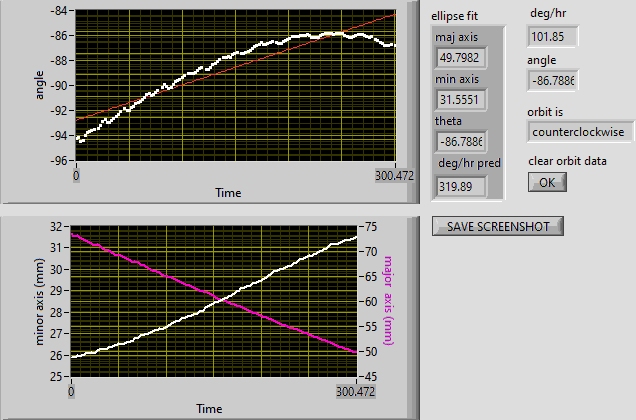 -84
-86
-88
-90
-92
-94
-96
angle
0
300.472
Time
ellipse fit
maj axis
49.7982
min axis
31.5551
theta
-86.7886
deg/hr pred
319.89
deg/hr
101.85
angle
-86.7886
orbit is
counterclockwise
clear orbit data
OK
SAVE SCREENSHOT
32
31
30
29
28
27
26
25
minor axis (mm)
75
70
65
60
55
50
45
major axis (mm)
0
300.472
Time